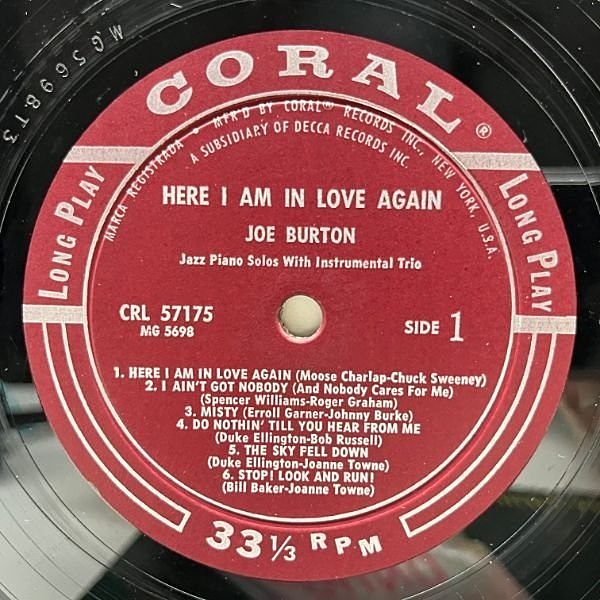 MG5698T3
CORAL®
MARCA REGISTRADA • MFR'D BY CORAL® RECORDS INC., NEW YORK, U.S.A.
A SUBSIDIARY OF DECCA RECORDS INC.
LONG PLAY
LONG PLAY
HERE I AM IN LOVE AGAIN
JOE BURTON
Jazz Piano Solos With Instrumental Trio
CRL 57175
MG 5698
SIDE 1
1. HERE I AM IN LOVE AGAIN (Moose Charlap-Chuck Sweeney)
2. I AIN'T GOT NOBODY (And Nobody Cares For Me)
(Spencer Williams-Roger Graham)
3. MISTY (Erroll Garner-Johnny Burke)
4. DO NOTHIN' TILL YOU HEAR FROM ME
(Duke Ellington-Bob Russell)
5. THE SKY FELL DOWN
(Duke Ellington-Joanne Towne)
6. STOP! LOOK AND RUN!
(Bill Baker-Joanne Towne)
33 1/3 RPM